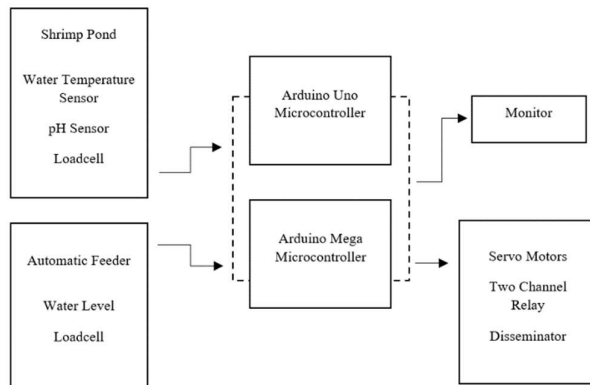 Shrimp Pond
Water Temperature
Sensor
pH Sensor
Loadcell
Automatic Feeder
Water Level
Loadcell
Arduino Uno
Microcontroller
Arduino Mega
Microcontroller
Monitor
Servo Motors
Two Channel
Relay
Disseminator